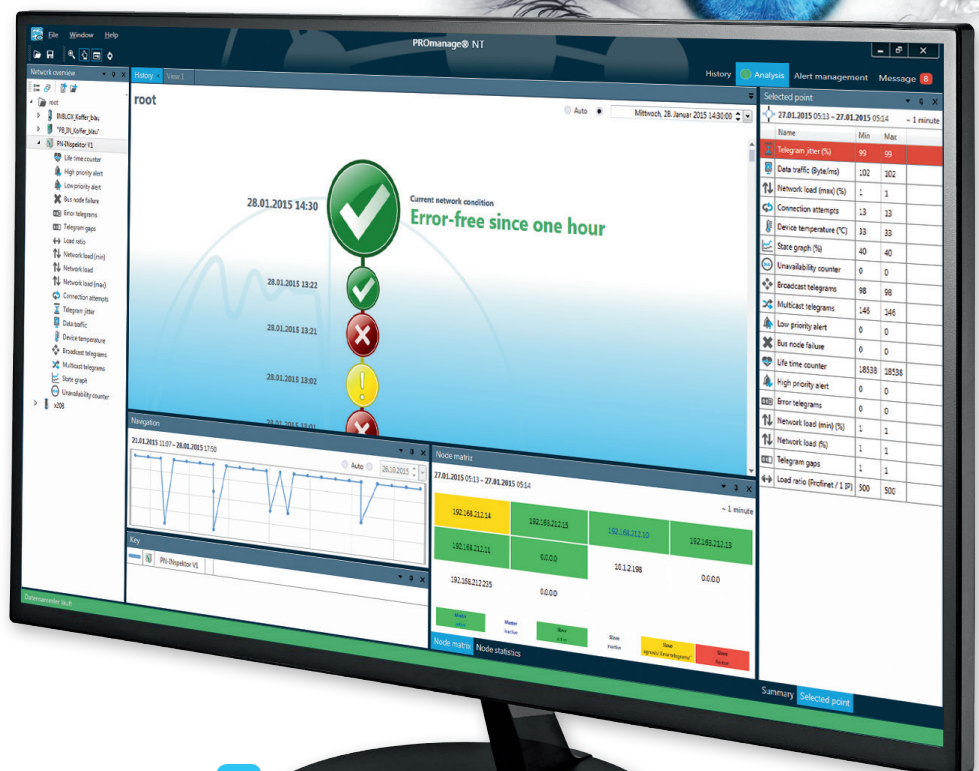 File Window Help
PROmanage® NT
History Analysis Alert management Message 8
Network overview
root
INBLOX_Koffer_blau
"PB_IN_Koffer_blau"
PN-INspektor V1
Life time counter
High priority alert
Low priority alert
Bus node failure
Error telegrams
Telegram gaps
Load ratio
Network load (min)
Network load
Network load (max)
Connection attempts
Telegram jitter
Data traffic
Device temperature
Broadcast telegrams
Multicast telegrams
State graph
Unavailability counter
x208
History View 1
root
Auto Mittwoch, 28. Januar 2015 14:30:00
28.01.2015 14:30
Current network condition
Error-free since one hour
28.01.2015 13:22
28.01.2015 13:21
28.01.2015 13:02
28.01.2015 13:01
Navigation
21.01.2015 11:07 – 28.01.2015 17:50
Auto 26.10.2015
Key
PN-INspektor V1
Node matrix
27.01.2015 05:13 – 27.01.2015 05:14 ~ 1 minute
192.168.212.14 192.168.212.15 192.168.212.10 192.168.212.13
192.168.212.11 0.0.0.0 10.1.2.198 0.0.0.0
192.168.212.235 0.0.0.0
Master active
Master inactive
Slave active
Slave inactive
Node matrix Node statistics
Selected point
27.01.2015 05:13 – 27.01.2015 05:14 ~ 1 minute
Name Min Max
Telegram jitter (%) 99 99
Data traffic (Byte/ms) 102 102
Network load (max) (%) 1 1
Connection attempts 13 13
Device temperature (°C) 33 33
State graph (%) 40 40
Unavailability counter 0 0
Broadcast telegrams 98 98
Multicast telegrams 146 146
Low priority alert 0 0
Bus node failure 0 0
Life time counter 18538 18538
High priority alert 0 0
Error telegrams 0 0
Network load (min) (%) 1 1
Network load (%) 1 1
Telegram gaps 1 1
Load ratio (Profinet / 1 IP) 500 500
Summary Selected point
Datensammler läuft